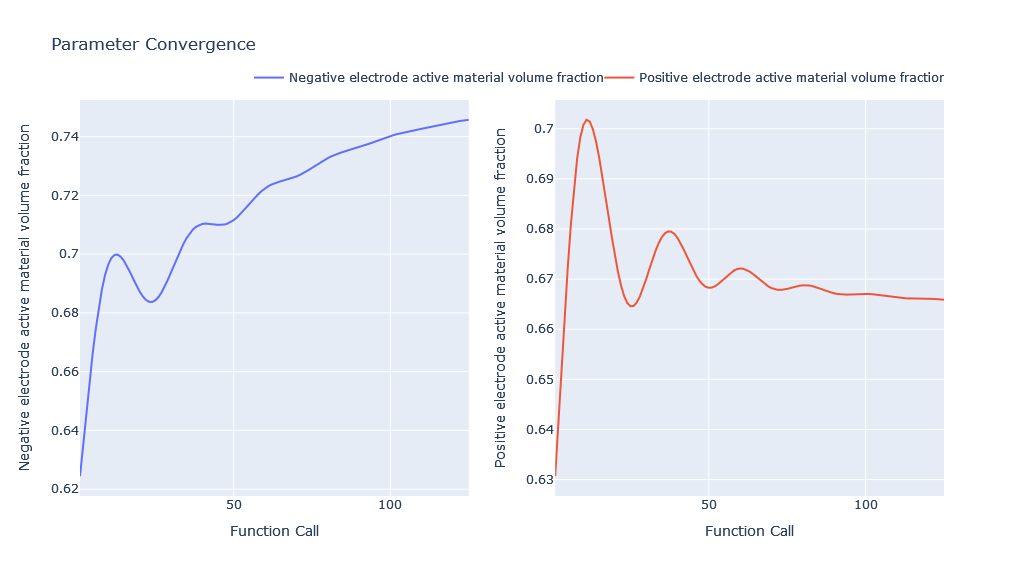 Parameter Convergence
Negative electrode active material volume fraction
Positive electrode active material volume fraction
Negative electrode active material volume fraction
0.74
0.72
0.7
0.68
0.66
0.64
0.62
50
100
Function Call
Positive electrode active material volume fraction
0.7
0.69
0.68
0.67
0.66
0.65
0.64
0.63
50
100
Function Call